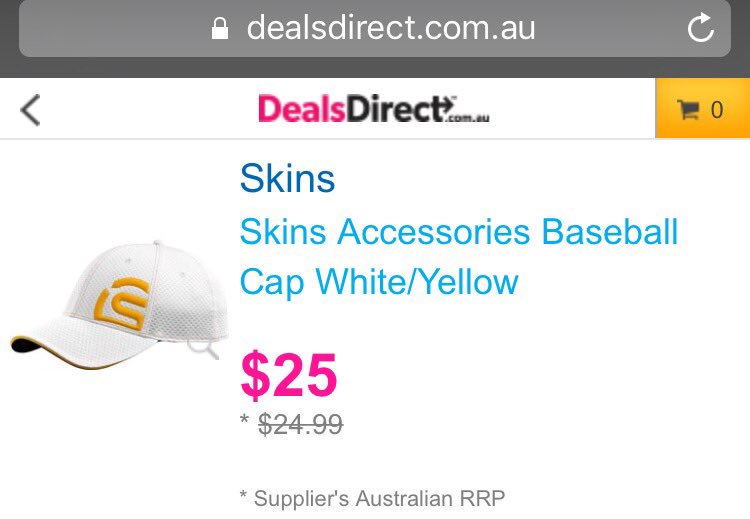 dealsdirect.com.au
DealsDirect.com.au
0
Skins
Skins Accessories Baseball
Cap White/Yellow
S
$25
* $24.99
* Supplier's Australian RRP